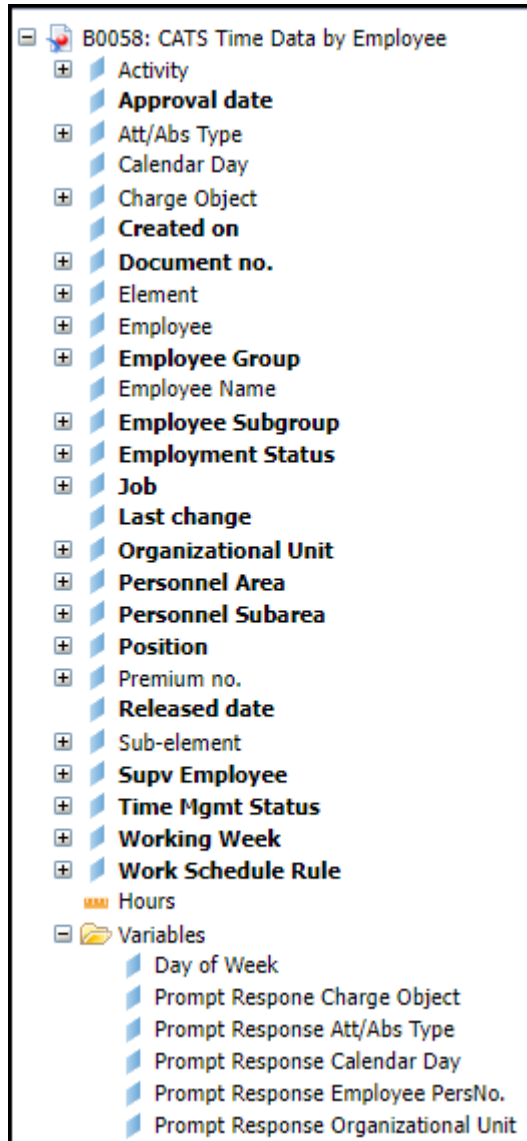 B0058: CATS Time Data by Employee
Activity
Approval date
Att/Abs Type
Calendar Day
Charge Object
Created on
Document no.
Element
Employee
Employee Group
Employee Name
Employee Subgroup
Employment Status
Job
Last change
Organizational Unit
Personnel Area
Personnel Subarea
Position
Premium no.
Released date
Sub-element
Supv Employee
Time Mgmt Status
Working Week
Work Schedule Rule
Hours
Variables
Day of Week
Prompt Respone Charge Object
Prompt Response Att/Abs Type
Prompt Response Calendar Day
Prompt Response Employee PersNo.
Prompt Response Organizational Unit